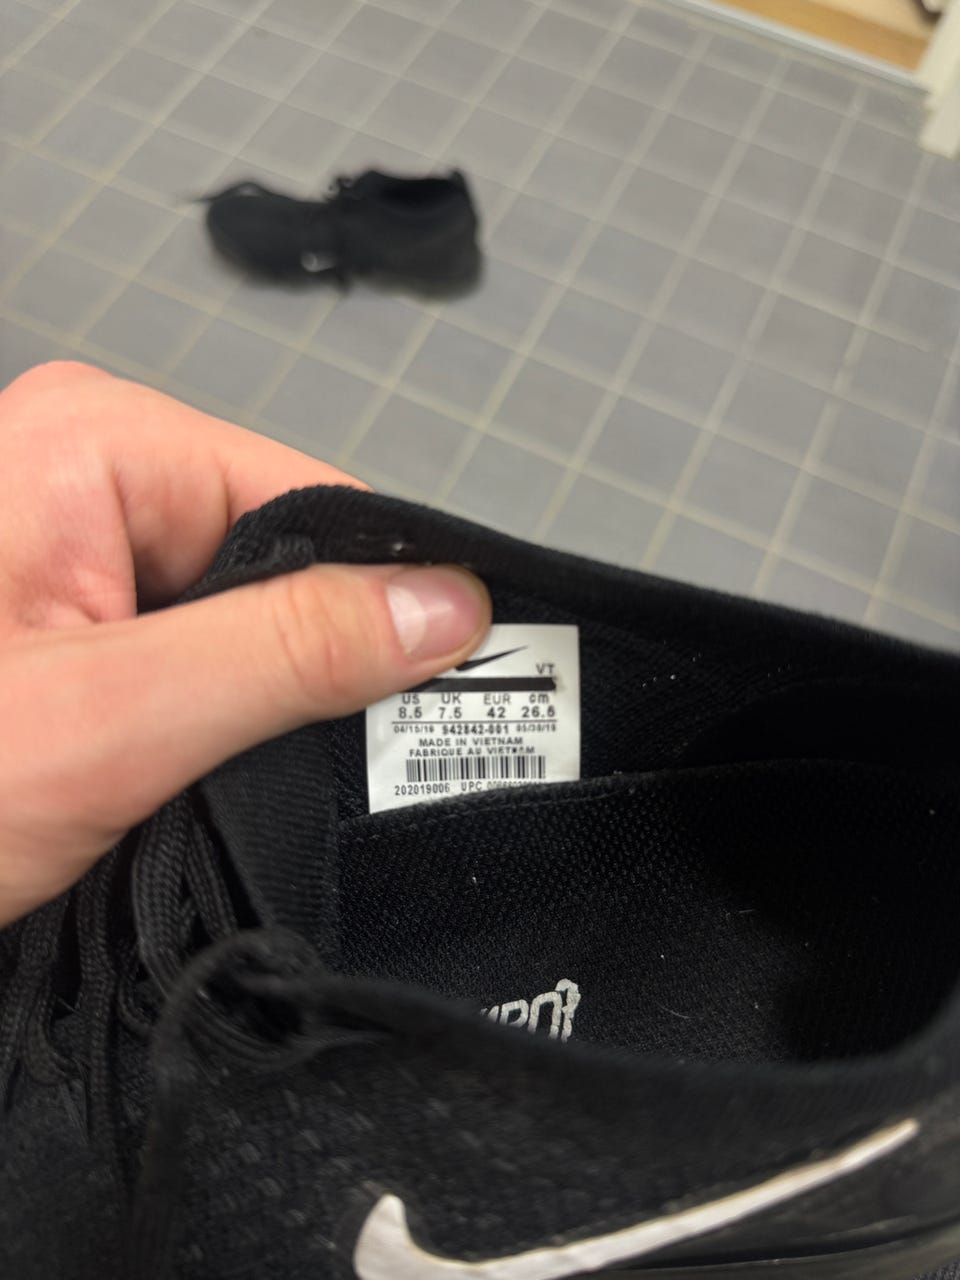 VT
US UK EUR cm
8.5 7.5 42 26.5
04/15/19 942842-001 05/30/19
MADE IN VIETNAM
FABRIQUE AU VIETNAM
202019006 UPC